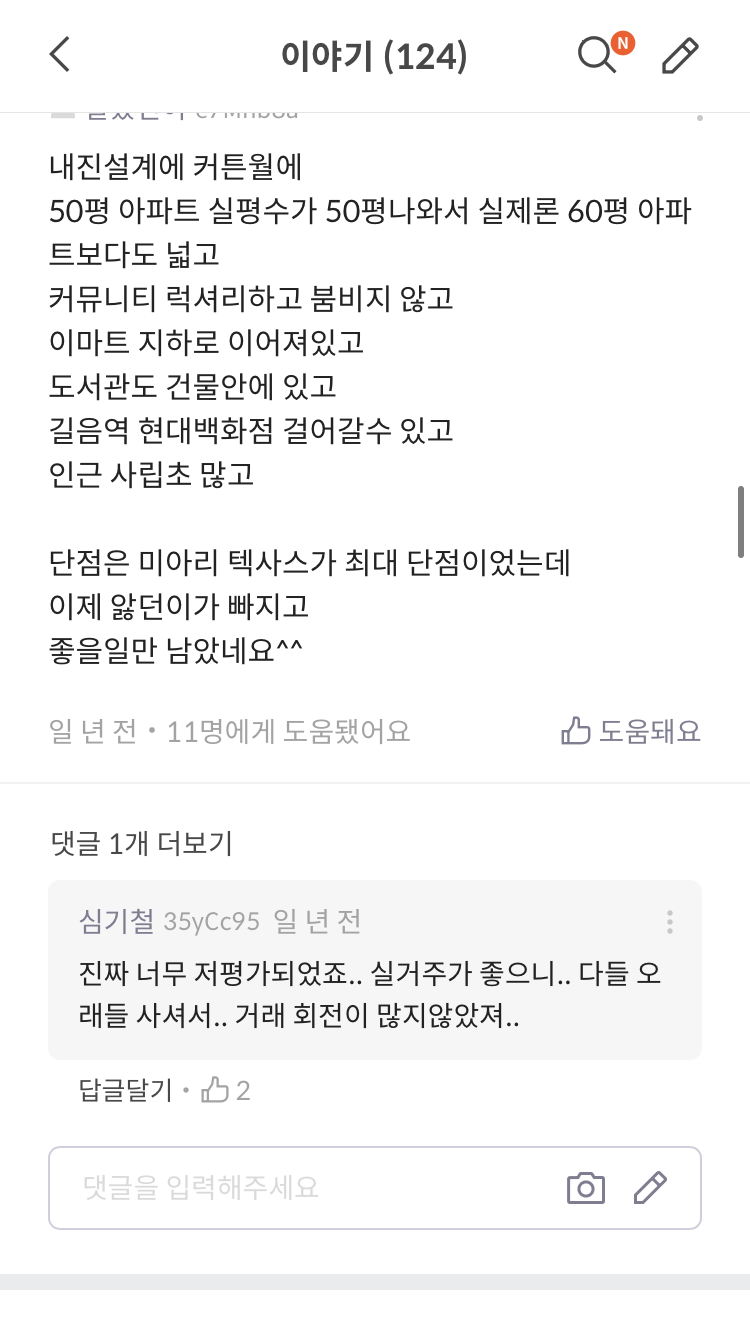 이야기 (124)
N
내진설계에 커튼월에
50평 아파트 실평수가 50평나와서 실제론 60평 아파
트보다도 넓고
커뮤니티 럭셔리하고 붐비지 않고
이마트 지하로 이어져있고
도서관도 건물안에 있고
길음역 현대백화점 걸어갈수 있고
인근 사립초 많고
단점은 미아리 텍사스가 최대 단점이었는데
이제 앓던이가 빠지고
좋을일만 남았네요^^
일 년 전 • 11명에게 도움됐어요
도움돼요
댓글 1개 더보기
심기철 35yCc95 일 년 전
진짜 너무 저평가되었죠.. 실거주가 좋으니.. 다들 오
래들 사셔서.. 거래 회전이 많지않았져..
답글달기 • 2
댓글을 입력해주세요